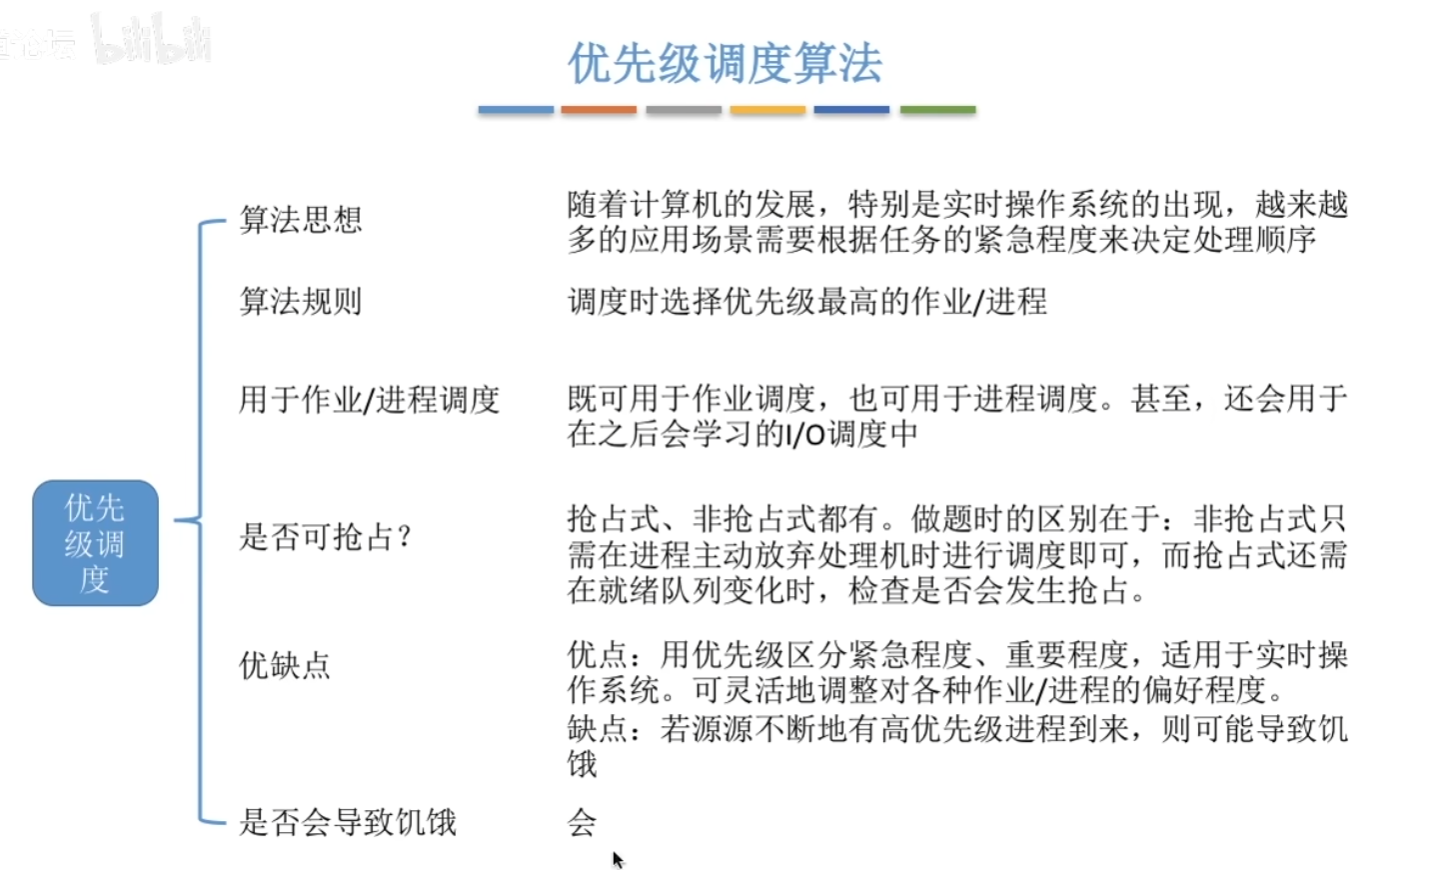 论坛 bilibili
优先级调度算法
算法思想
随着计算机的发展，特别是实时操作系统的出现，越来越
多的应用场景需要根据任务的紧急程度来决定处理顺序
算法规则
调度时选择优先级最高的作业/进程
用于作业/进程调度
既可用于作业调度，也可用于进程调度。甚至，还会用于
在之后会学习的I/O调度中
优先
级调
度
是否可抢占？
抢占式、非抢占式都有。做题时的区别在于：非抢占式只
需在进程主动放弃处理机时进行调度即可，而抢占式还需
在就绪队列变化时，检查是否会发生抢占。
优缺点
优点：用优先级区分紧急程度、重要程度，适用于实时操
作系统。可灵活地调整对各种作业/进程的偏好程度。
缺点：若源源不断地有高优先级进程到来，则可能导致饥
饿
是否会导致饥饿
会